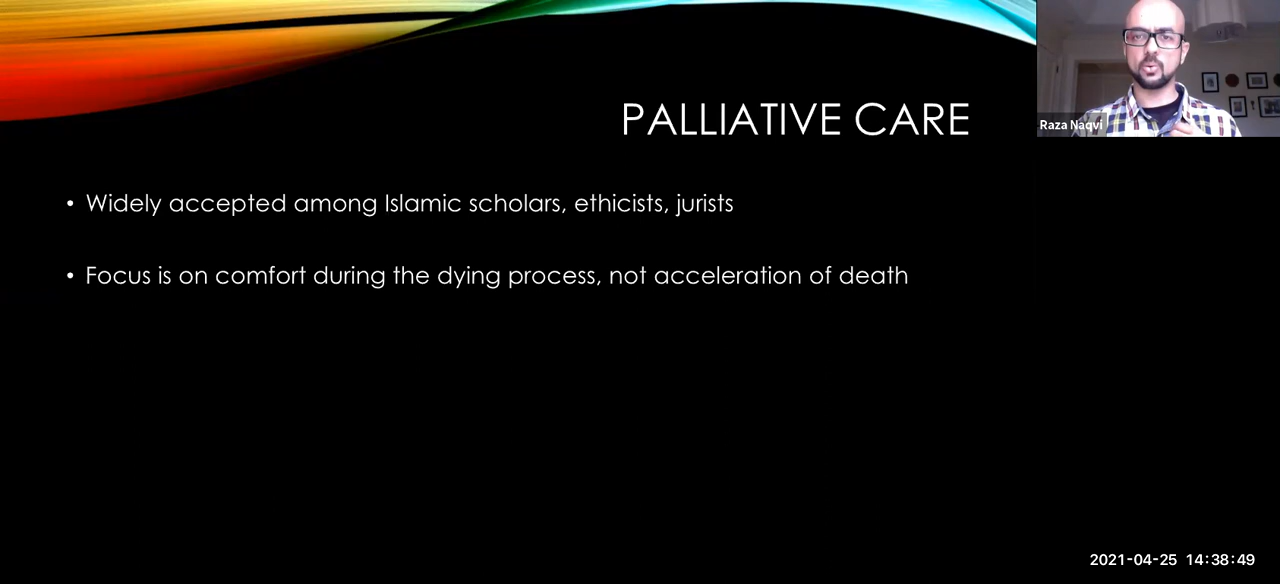 PALLIATIVE CARE
Raza Naqvi
• Widely accepted among Islamic scholars, ethicists, jurists
• Focus is on comfort during the dying process, not acceleration of death
2021-04-25 14:38:49